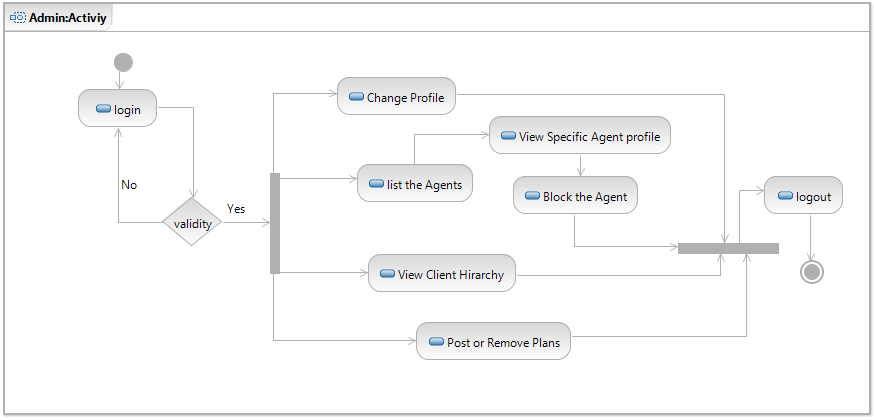 Admin:Activiy
login
Change Profile
View Specific Agent profile
list the Agents
Block the Agent
No
Yes
validity
logout
View Client Hirarchy
Post or Remove Plans